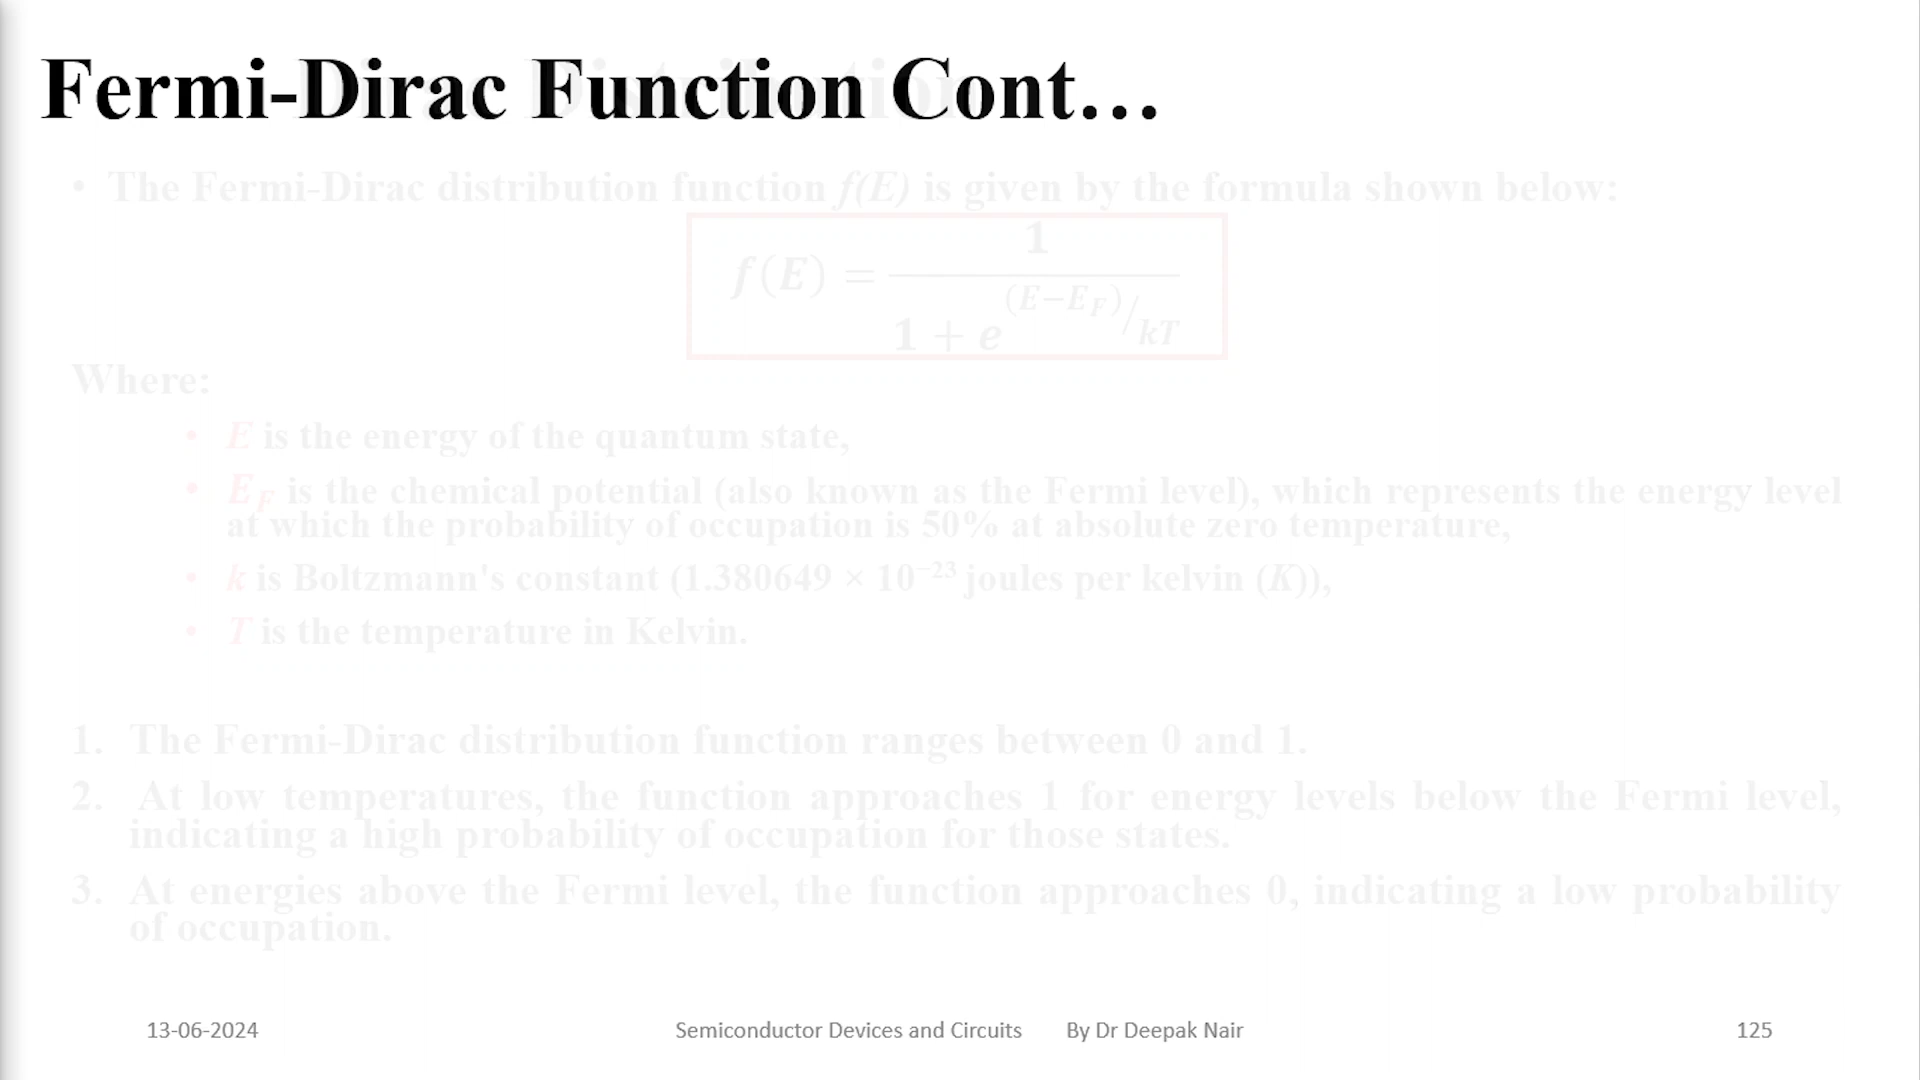 Fermi-Dirac Function Cont…
• The Fermi-Dirac distribution function f(E) is given by the formula shown below:
f(E) = 1 / (1 + e^((E−E_F)/kT))
Where:
• E is the energy of the quantum state,
• E_F is the chemical potential (also known as the Fermi level), which represents the energy level
at which the probability of occupation is 50% at absolute zero temperature,
• k is Boltzmann's constant (1.380649 × 10⁻²³ joules per kelvin (K)),
• T is the temperature in Kelvin.
1. The Fermi-Dirac distribution function ranges between 0 and 1.
2. At low temperatures, the function approaches 1 for energy levels below the Fermi level,
indicating a high probability of occupation for those states.
3. At energies above the Fermi level, the function approaches 0, indicating a low probability
of occupation.
13-06-2024 Semiconductor Devices and Circuits By Dr Deepak Nair 125